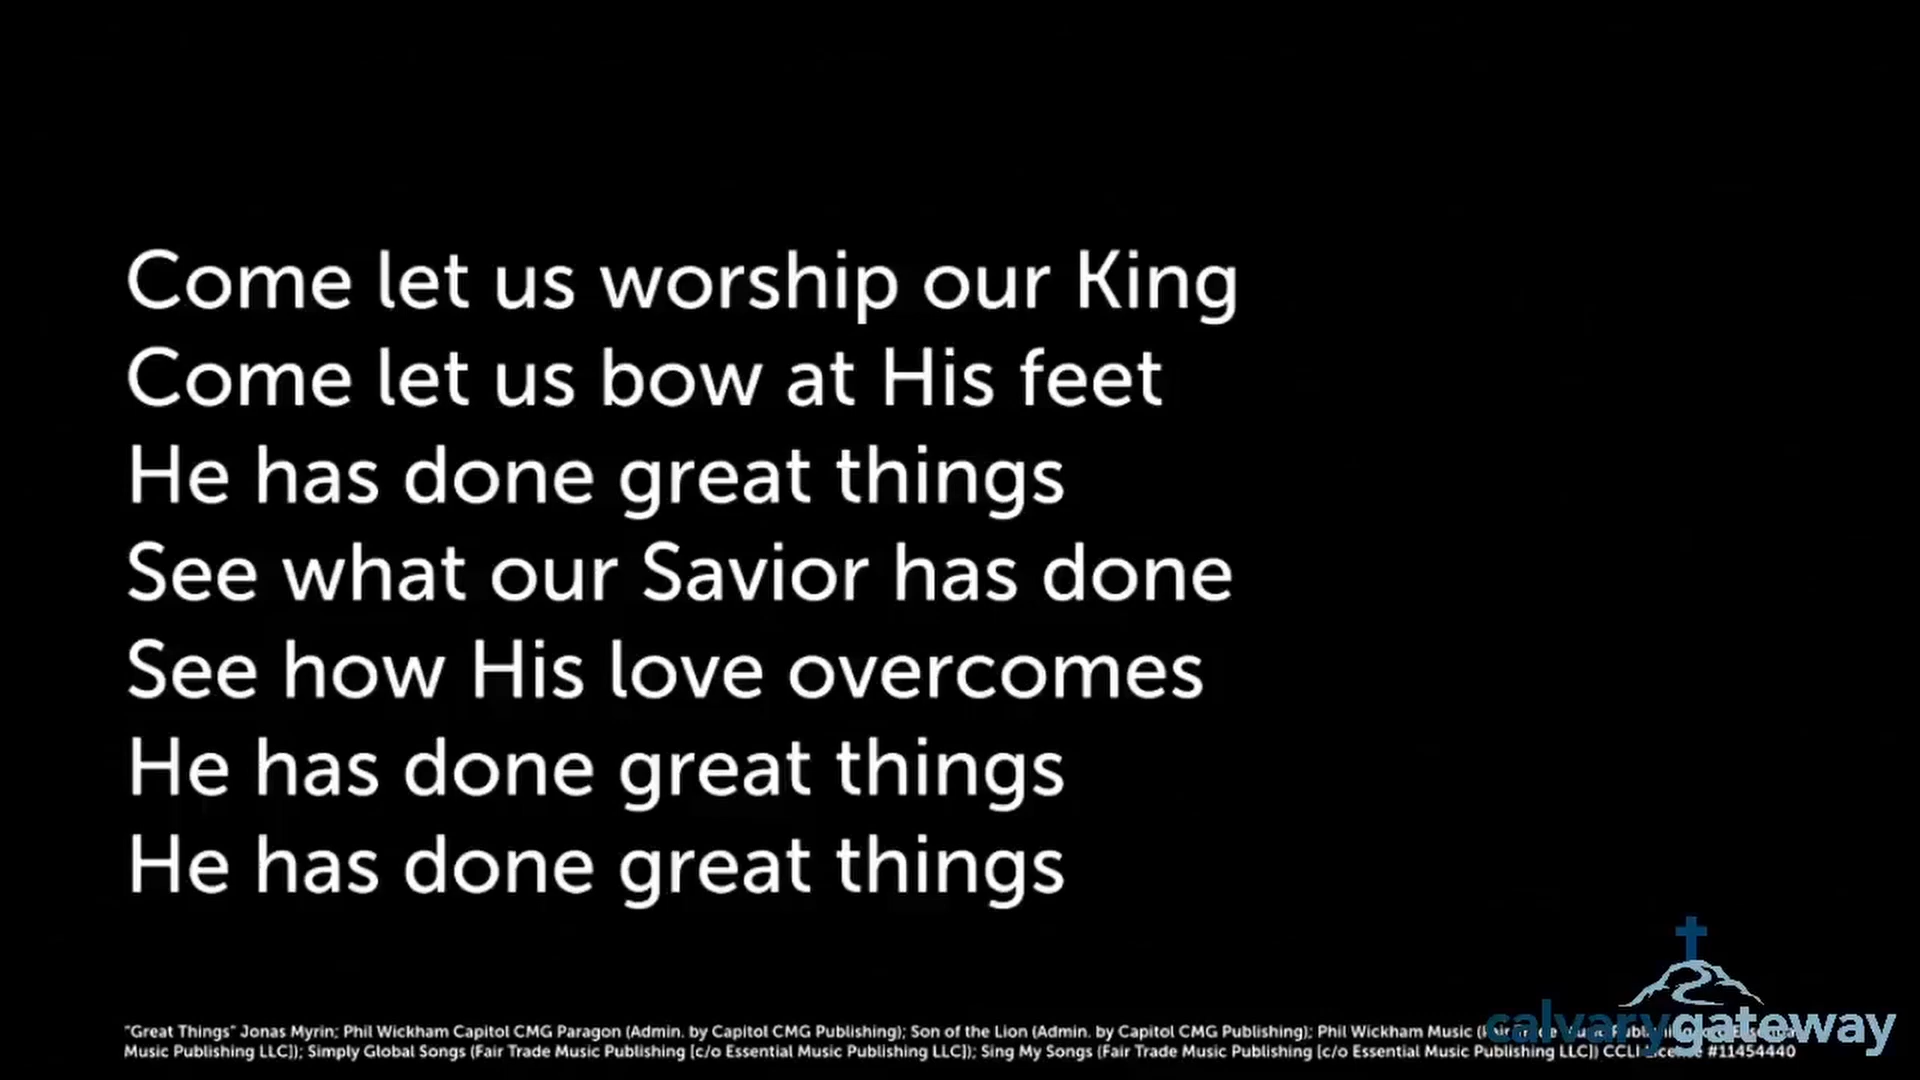 Come let us worship our King
Come let us bow at His feet
He has done great things
See what our Savior has done
See how His love overcomes
He has done great things
He has done great things
"Great Things" Jonas Myrin; Phil Wickham Capitol CMG Paragon (Admin. by Capitol CMG Publishing); Son of the Lion (Admin. by Capitol CMG Publishing); Phil Wickham Music
Music Publishing LLC]); Simply Global Songs (Fair Trade Music Publishing [c/o Essential Music Publishing LLC]); Sing My Songs (Fair Trade Music Publishing [c/o Essential Music Publishing LLC]) CCLI License #11454440
calvarygateway